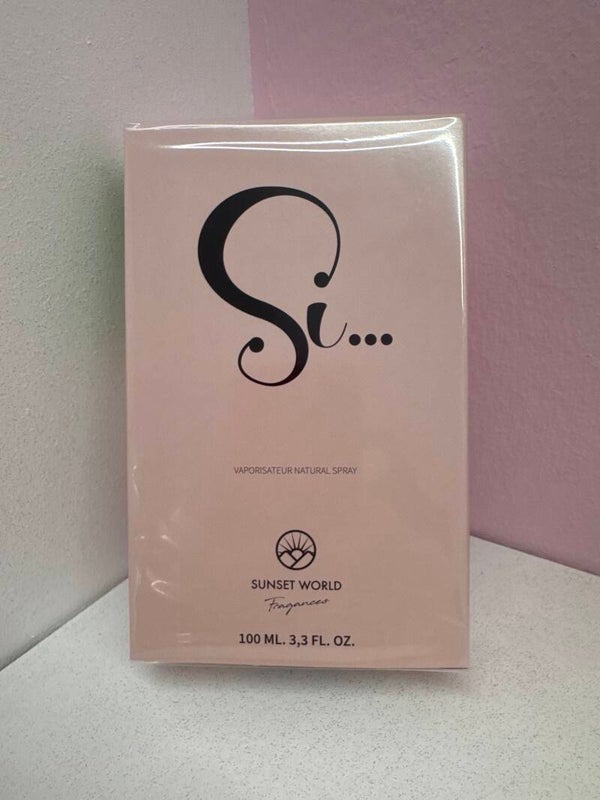 Si...
VAPORISATEUR NATURAL SPRAY
SUNSET WORLD
Fragances
100 ML. 3,3 FL. OZ.